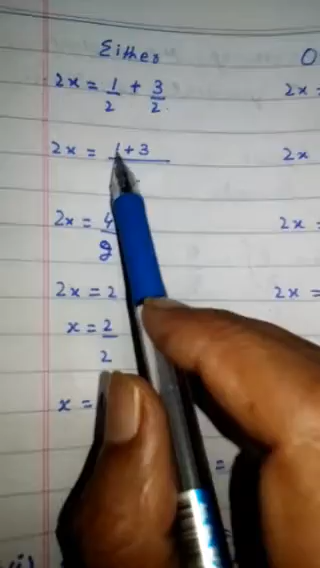 Either
2x = 1/2 + 3/2
2x =
2x = 1+3
2x
2x = 4/2
2x =
2x = 2
2x =
x = 2/2
x =
=